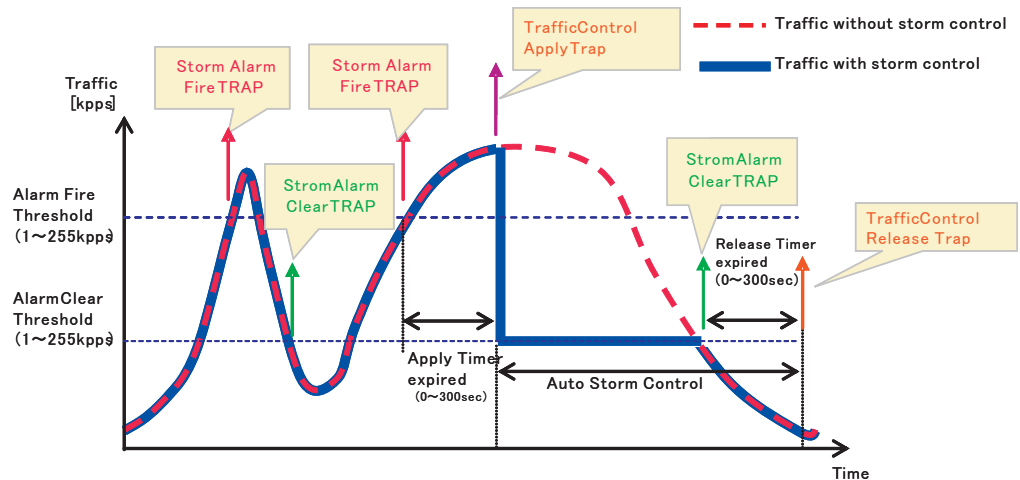 Traffic without storm control
Traffic with storm control
TrafficControl
ApplyTrap
Storm Alarm
FireTRAP
Storm Alarm
FireTRAP
Traffic
[kpps]
StromAlarm
ClearTRAP
StromAlarm
ClearTRAP
Alarm Fire
Threshold
(1～255kpps)
TrafficControl
Release Trap
Release Timer
expired
(0～300sec)
AlarmClear
Threshold
(1～255kpps)
Apply Timer
expired
(0～300sec)
Auto Storm Control
Time